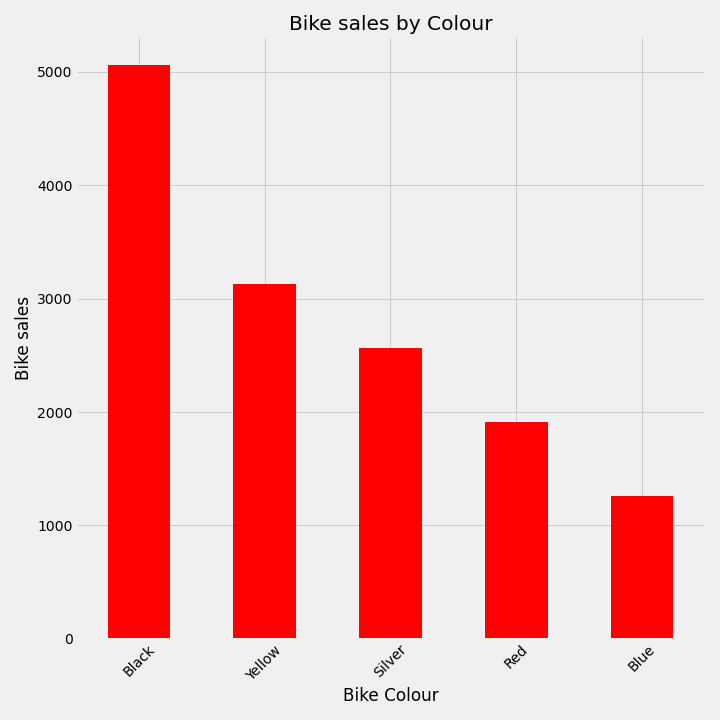 Bike sales by Colour
5000
4000
3000
2000
1000
0
Bike sales
Black
Yellow
Silver
Red
Blue
Bike Colour